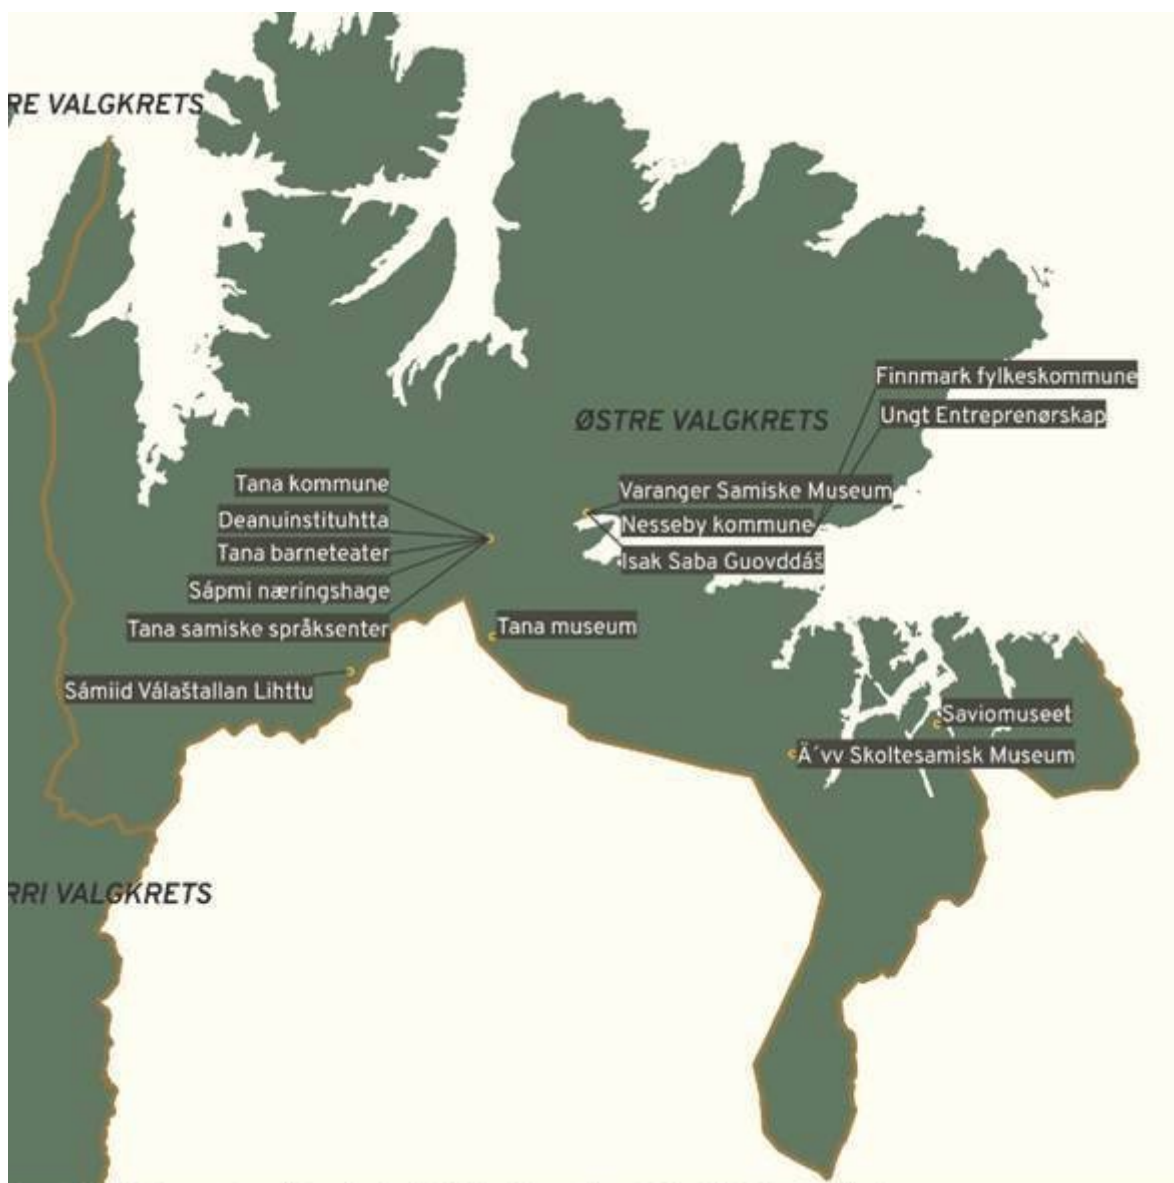 RE VALGKRETS
Finnmark fylkeskommune
Ungt Entreprenørskap
ØSTRE VALGKRETS
Tana kommune
Varanger Samiske Museum
Deanuinstituhtta
Nesseby kommune
Tana barneteater
Isak Saba Guovddáš
Sápmi næringshage
Tana samiske språksenter
Tana museum
Sámiid Válaštallan Lihttu
Saviomuseet
Ä´vv Skoltesamisk Museum
RRI VALGKRETS